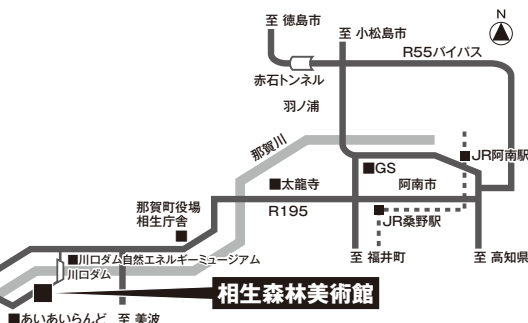 N
至 徳島市
至 小松島市
R55バイパス
赤石トンネル
羽ノ浦
那賀川
JR阿南駅
GS
太龍寺
阿南市
那賀町役場
相生庁舎
R195
JR桑野駅
川口ダム自然エネルギーミュージアム
至 福井町
至 高知県
川口ダム
相生森林美術館
あいあいらんど
至 美波